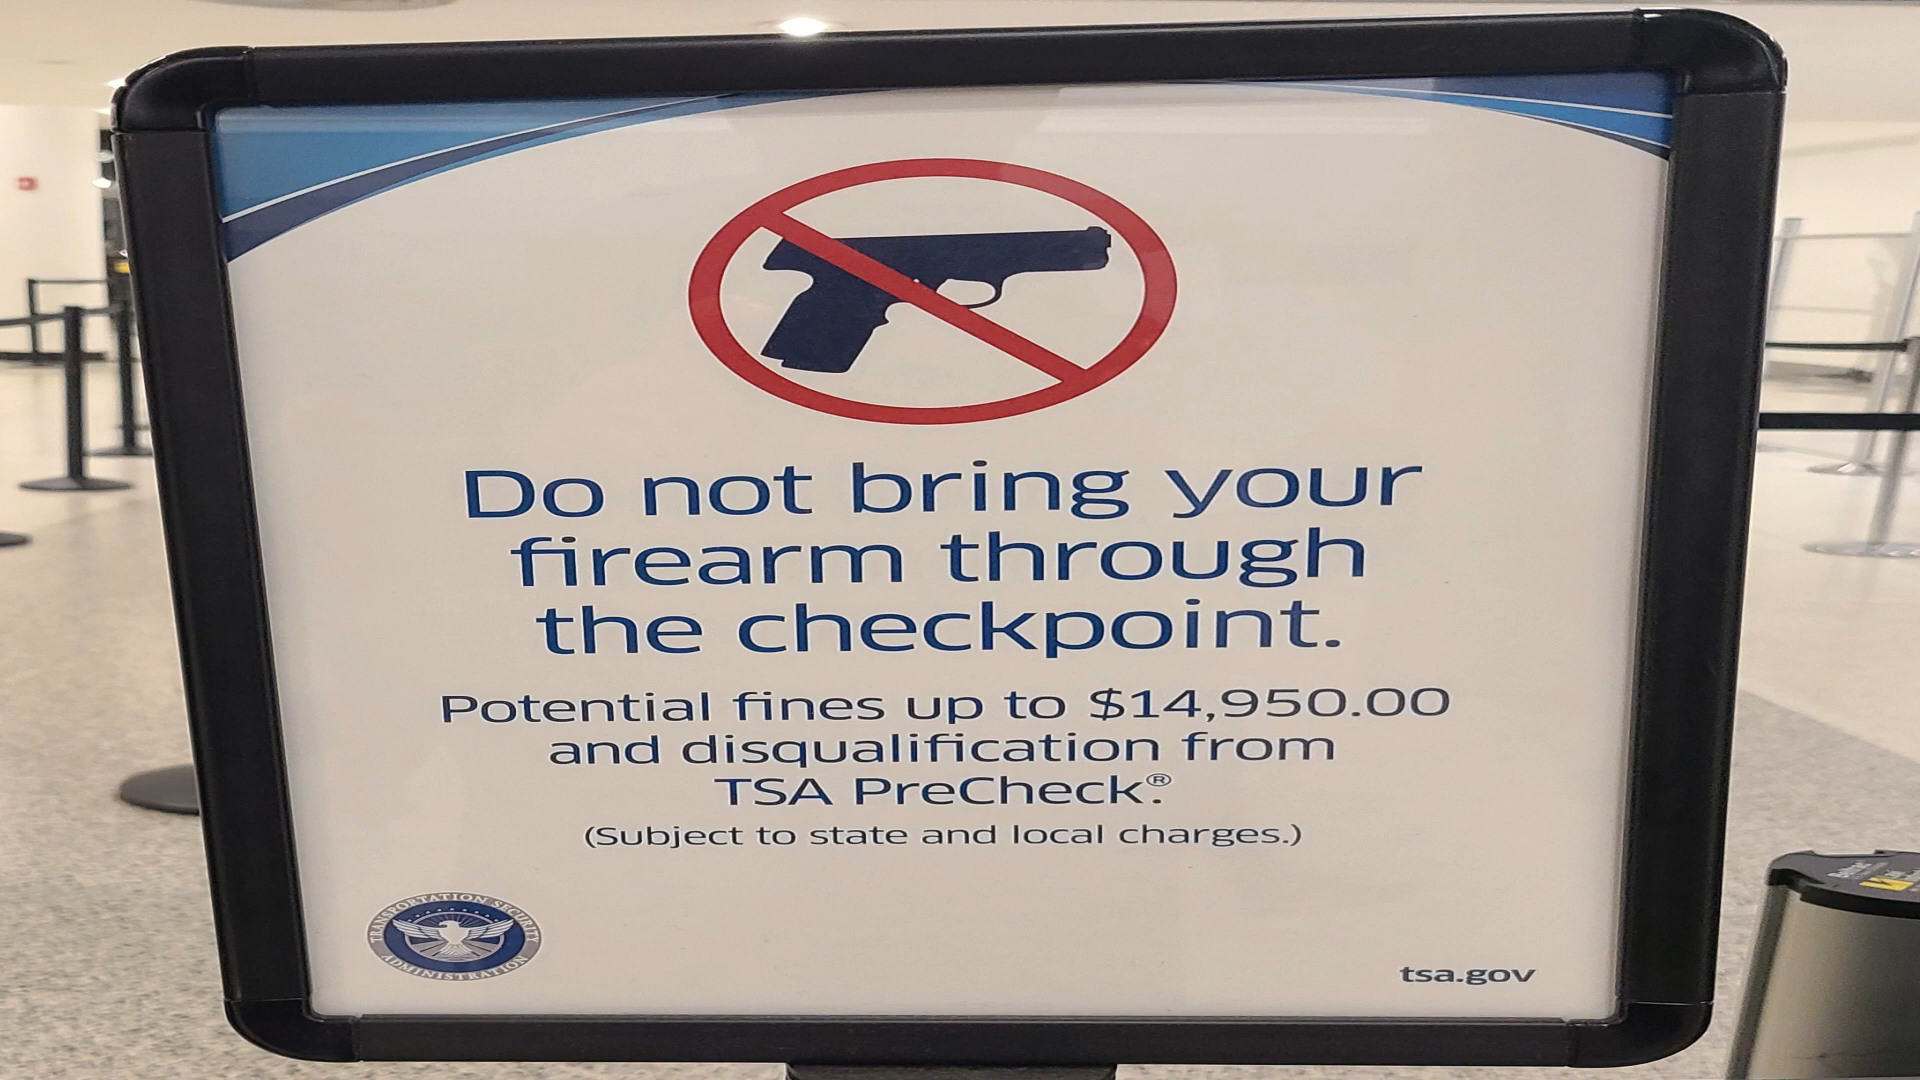 Do not bring your
firearm through
the checkpoint.
Potential fines up to $14,950.00
and disqualification from
TSA PreCheck®.
(Subject to state and local charges.)
TRANSPORTATION SECURITY
ADMINISTRATION
tsa.gov